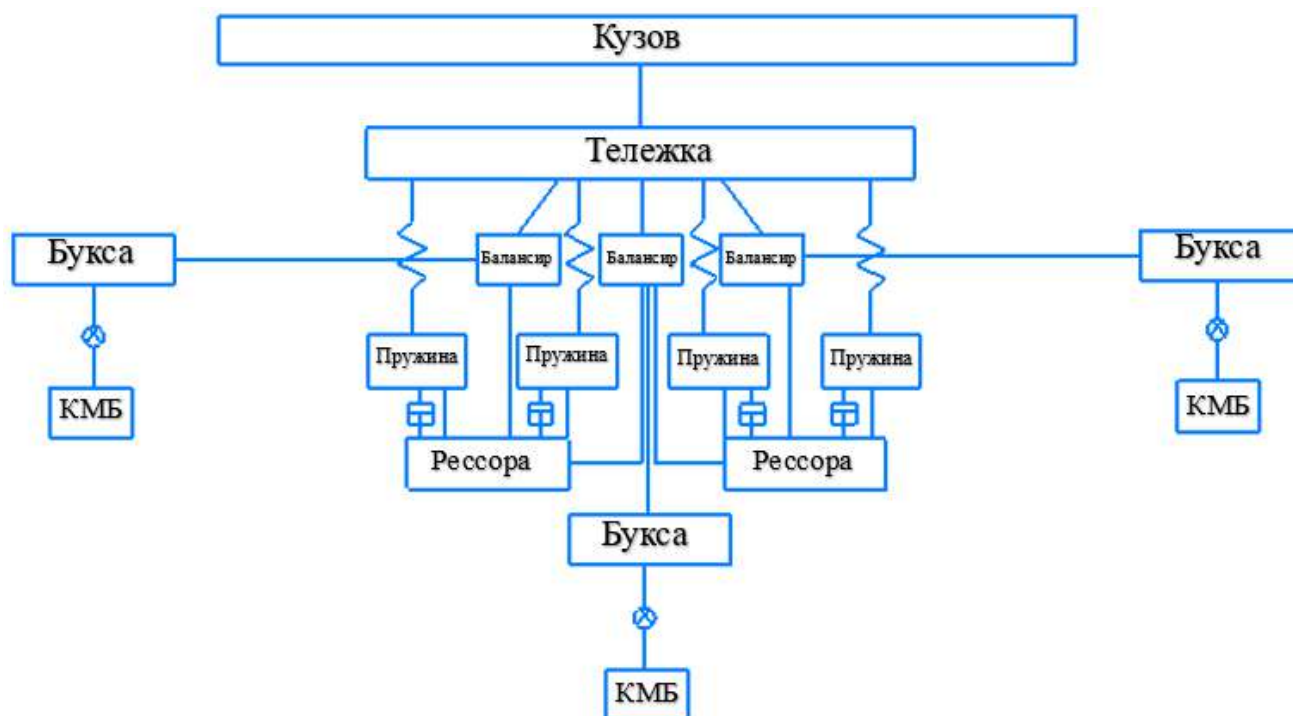 Кузов
Тележка
Букса
Балансир
Балансир
Балансир
Букса
Пружина
Пружина
Пружина
Пружина
КМБ
КМБ
Рессора
Рессора
Букса
КМБ